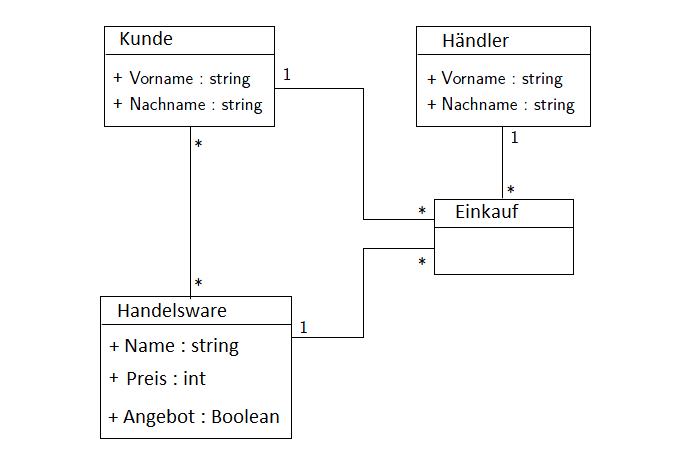 Kunde
+ Vorname : string
+ Nachname : string
1
Händler
+ Vorname : string
+ Nachname : string
1
*
*
*
Einkauf
*
*
Handelsware
+ Name : string
+ Preis : int
+ Angebot : Boolean
1